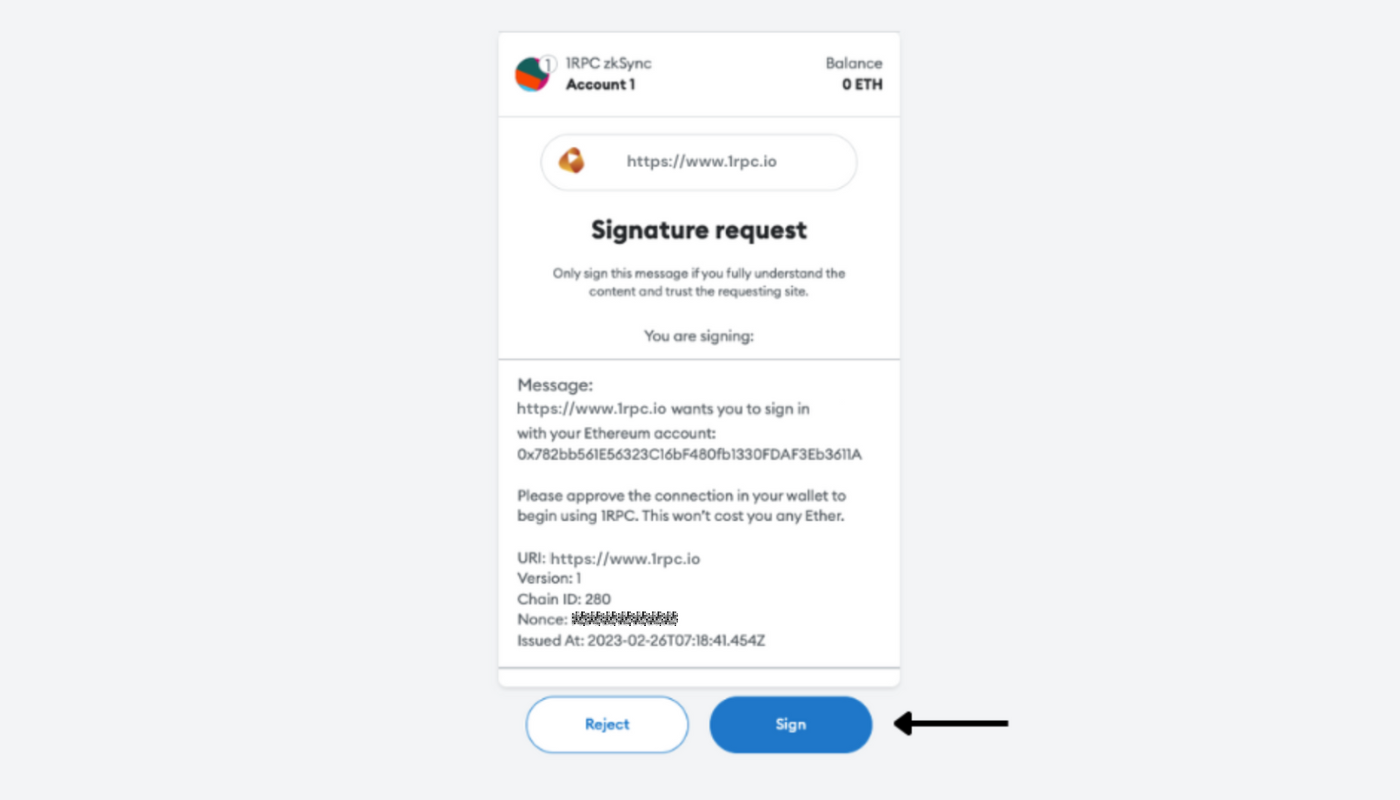 1
1RPC zkSync
Balance
Account 1
0 ETH
https://www.1rpc.io
Signature request
Only sign this message if you fully understand the
content and trust the requesting site.
You are signing:
Message:
https://www.1rpc.io wants you to sign in
with your Ethereum account:
0x782bb561E56323C16bF480fb1330FDAF3Eb3611A
Please approve the connection in your wallet to
begin using 1RPC. This won't cost you any Ether.
URI: https://www.1rpc.io
Version: 1
Chain ID: 280
Nonce:
Issued At: 2023-02-26T07:18:41.454Z
Reject
Sign